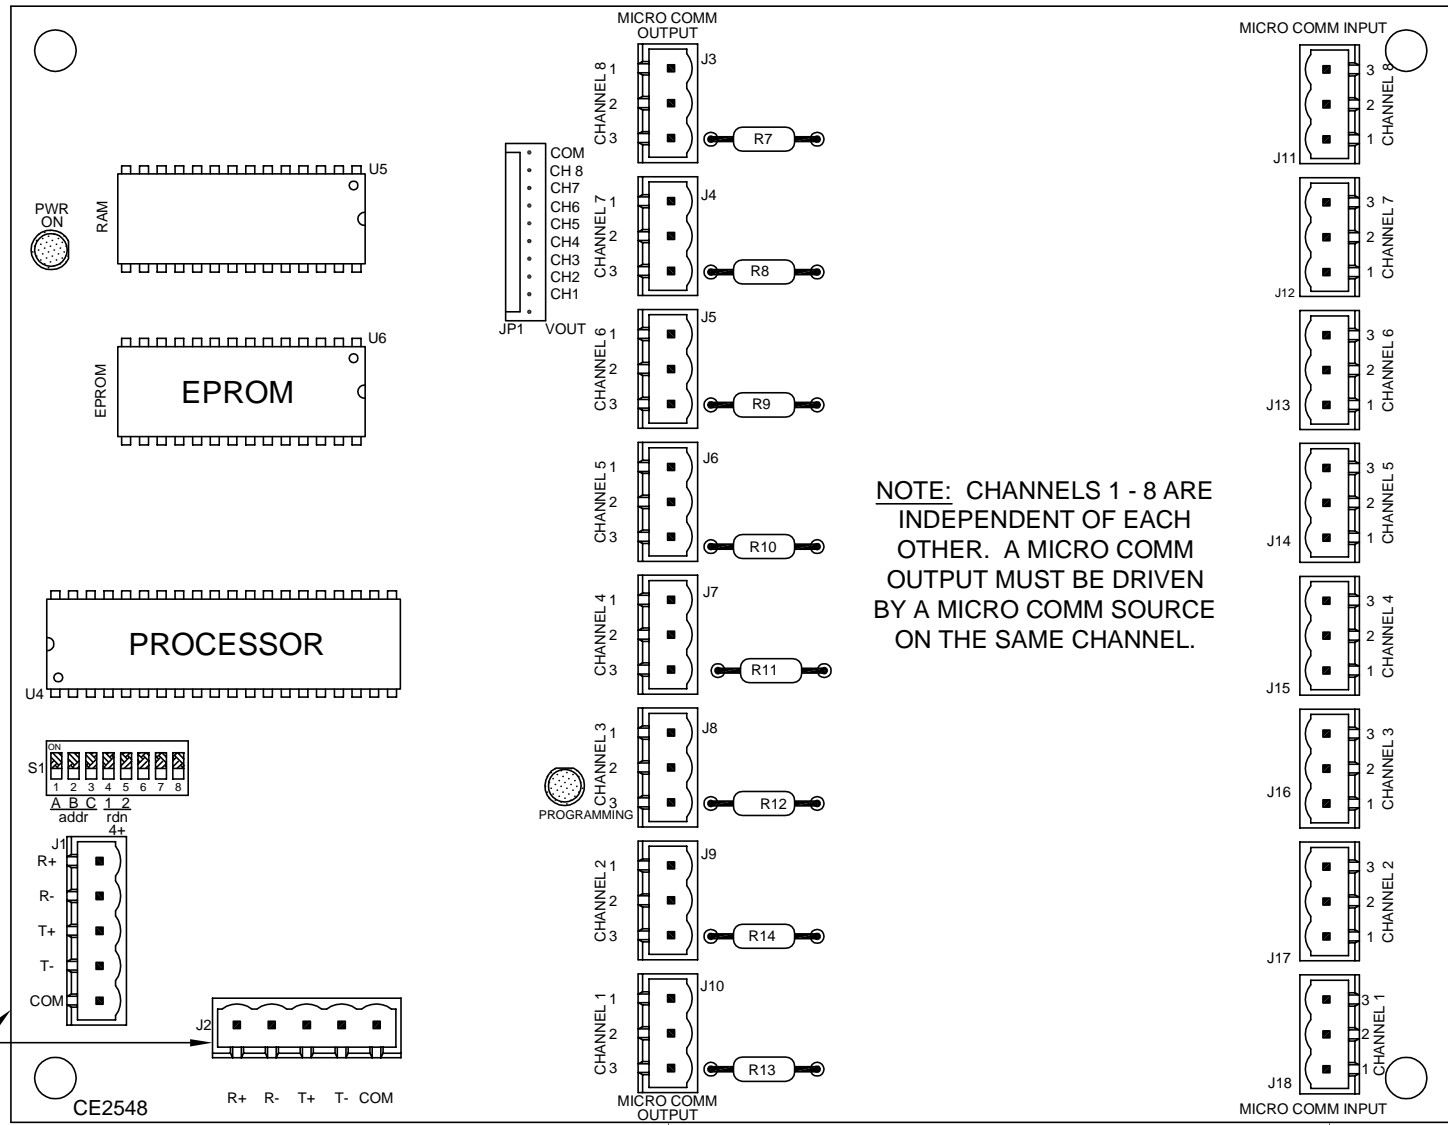 MICRO COMM
OUTPUT
MICRO COMM INPUT
PWR
ON
RAM
U5
EPROM
U6
EPROM
PROCESSOR
U4
S1
ON
1 2 3 4 5 6 7 8
A B C 1 2
addr rdn
4+
J1
R+
R-
T+
T-
COM
J2
R+ R- T+ T- COM
CE2548
COM
CH 8
CH7
CH6
CH5
CH4
CH3
CH2
CH1
JP1 VOUT
PROGRAMMING
CHANNEL 8
1
2
3
J3
R7
CHANNEL 7
1
2
3
J4
R8
CHANNEL 6
1
2
3
J5
R9
CHANNEL 5
1
2
3
J6
R10
CHANNEL 4
1
2
3
J7
R11
CHANNEL 3
1
2
3
J8
R12
CHANNEL 2
1
2
3
J9
R14
CHANNEL 1
1
2
3
J10
R13
MICRO COMM
OUTPUT
NOTE: CHANNELS 1 - 8 ARE
INDEPENDENT OF EACH
OTHER. A MICRO COMM
OUTPUT MUST BE DRIVEN
BY A MICRO COMM SOURCE
ON THE SAME CHANNEL.
J11
3
2
1
CHANNEL 8
J12
3
2
1
CHANNEL 7
J13
3
2
1
CHANNEL 6
J14
3
2
1
CHANNEL 5
J15
3
2
1
CHANNEL 4
J16
3
2
1
CHANNEL 3
J17
3
2
1
CHANNEL 2
J18
3
2
1
CHANNEL 1
MICRO COMM INPUT